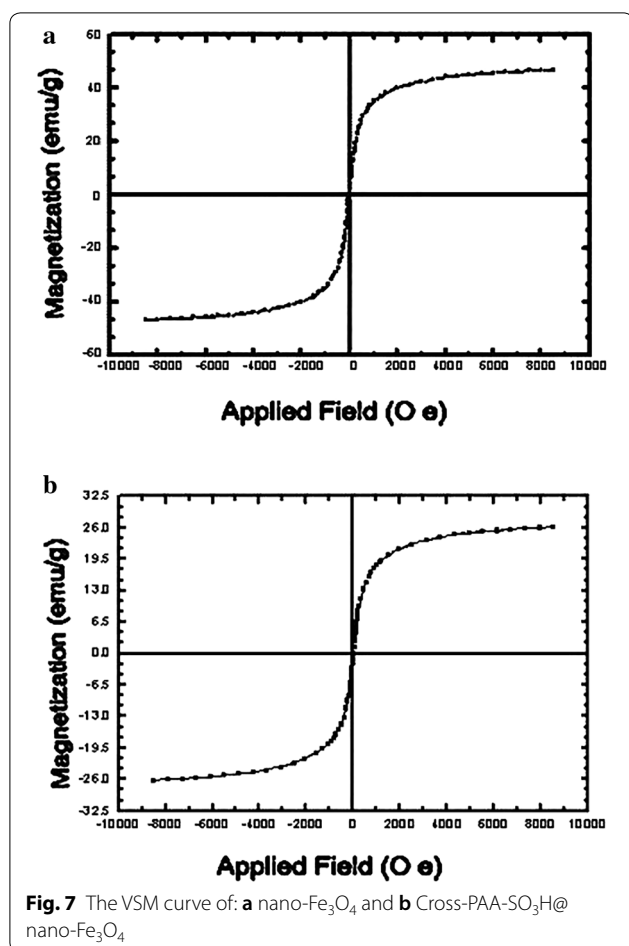 a
60
40
20
0
-20
-40
-60
Magnetization (emu/g)
-10000 -8000 -6000 -4000 -2000 0 2000 4000 6000 8000 10000
Applied Field (O e)
b
32.5
26.0
19.5
13.0
6.5
0.0
-6.5
-13.0
-19.5
-26.0
-32.5
Magnetization (emu/g)
-10000 -8000 -6000 -4000 -2000 0 2000 4000 6000 8000 10000
Applied Field (O e)
Fig. 7 The VSM curve of: a nano-Fe₃O₄ and b Cross-PAA-SO₃H@
nano-Fe₃O₄